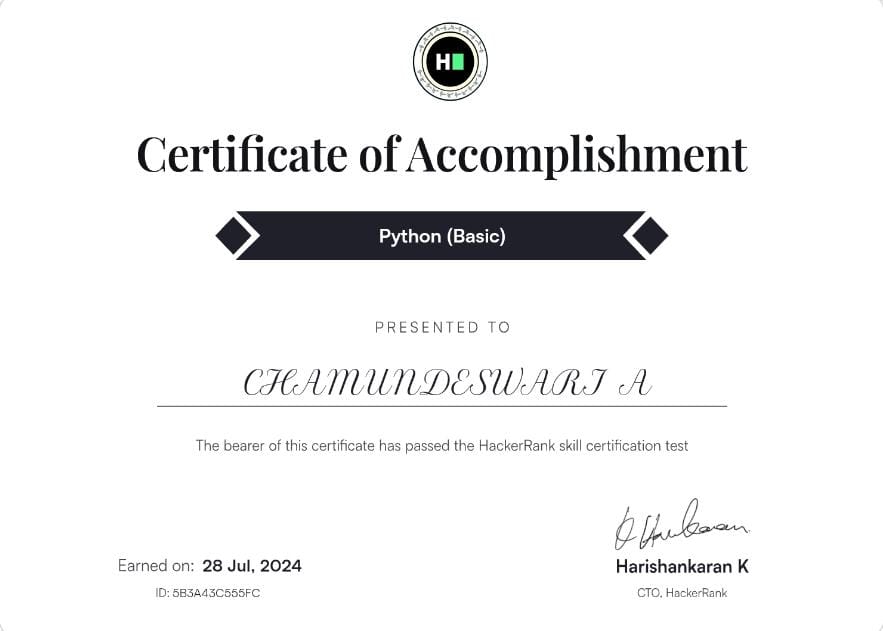 H
Certificate of Accomplishment
Python (Basic)
PRESENTED TO
CHAMUNDESWARI A
The bearer of this certificate has passed the HackerRank skill certification test
Earned on: 28 Jul, 2024
ID: 5B3A43C555FC
Harishankaran K
CTO, HackerRank